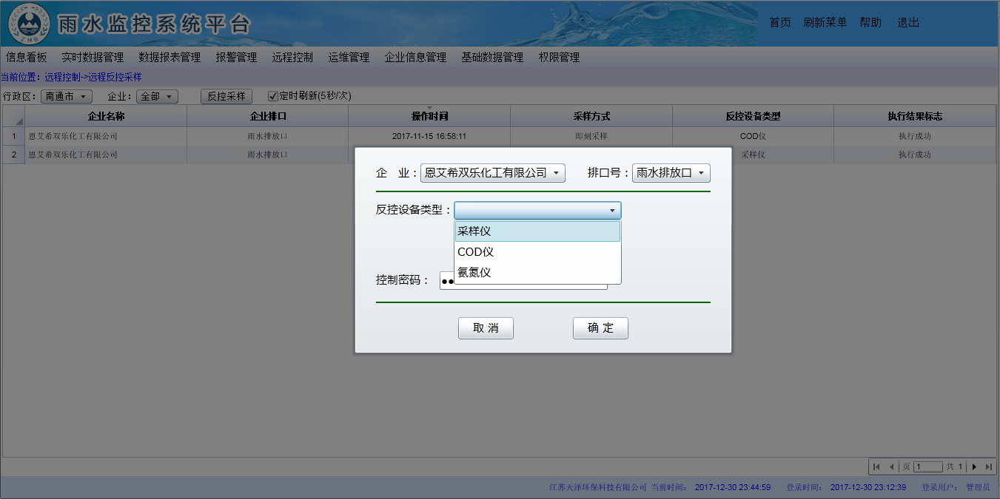 雨水监控系统平台
首页 刷新菜单 帮助 退出
信息看板 实时数据管理 数据报表管理 报警管理 远程控制 运维管理 企业信息管理 基础数据管理 权限管理
当前位置：远程控制->远程反控采样
行政区： 南通市 企业： 全部 反控采样 定时刷新(5秒/次)
企业名称 企业排口 操作时间 采样方式 反控设备类型 执行结果标志
1 恩艾希双乐化工有限公司 雨水排放口 2017-11-15 16:58:11 即刻采样 COD仪 执行成功
2 恩艾希双乐化工有限公司 雨水排放口 采样仪 执行成功
企 业： 恩艾希双乐化工有限公司 排口号： 雨水排放口
反控设备类型：
采样仪
COD仪
氨氮仪
控制密码：
取 消 确 定
页 1 共 1
江苏天泽环保科技有限公司 当前时间： 2017-12-30 23:44:59 登录时间： 2017-12-30 23:12:39 登录用户： 管理员
ZHB